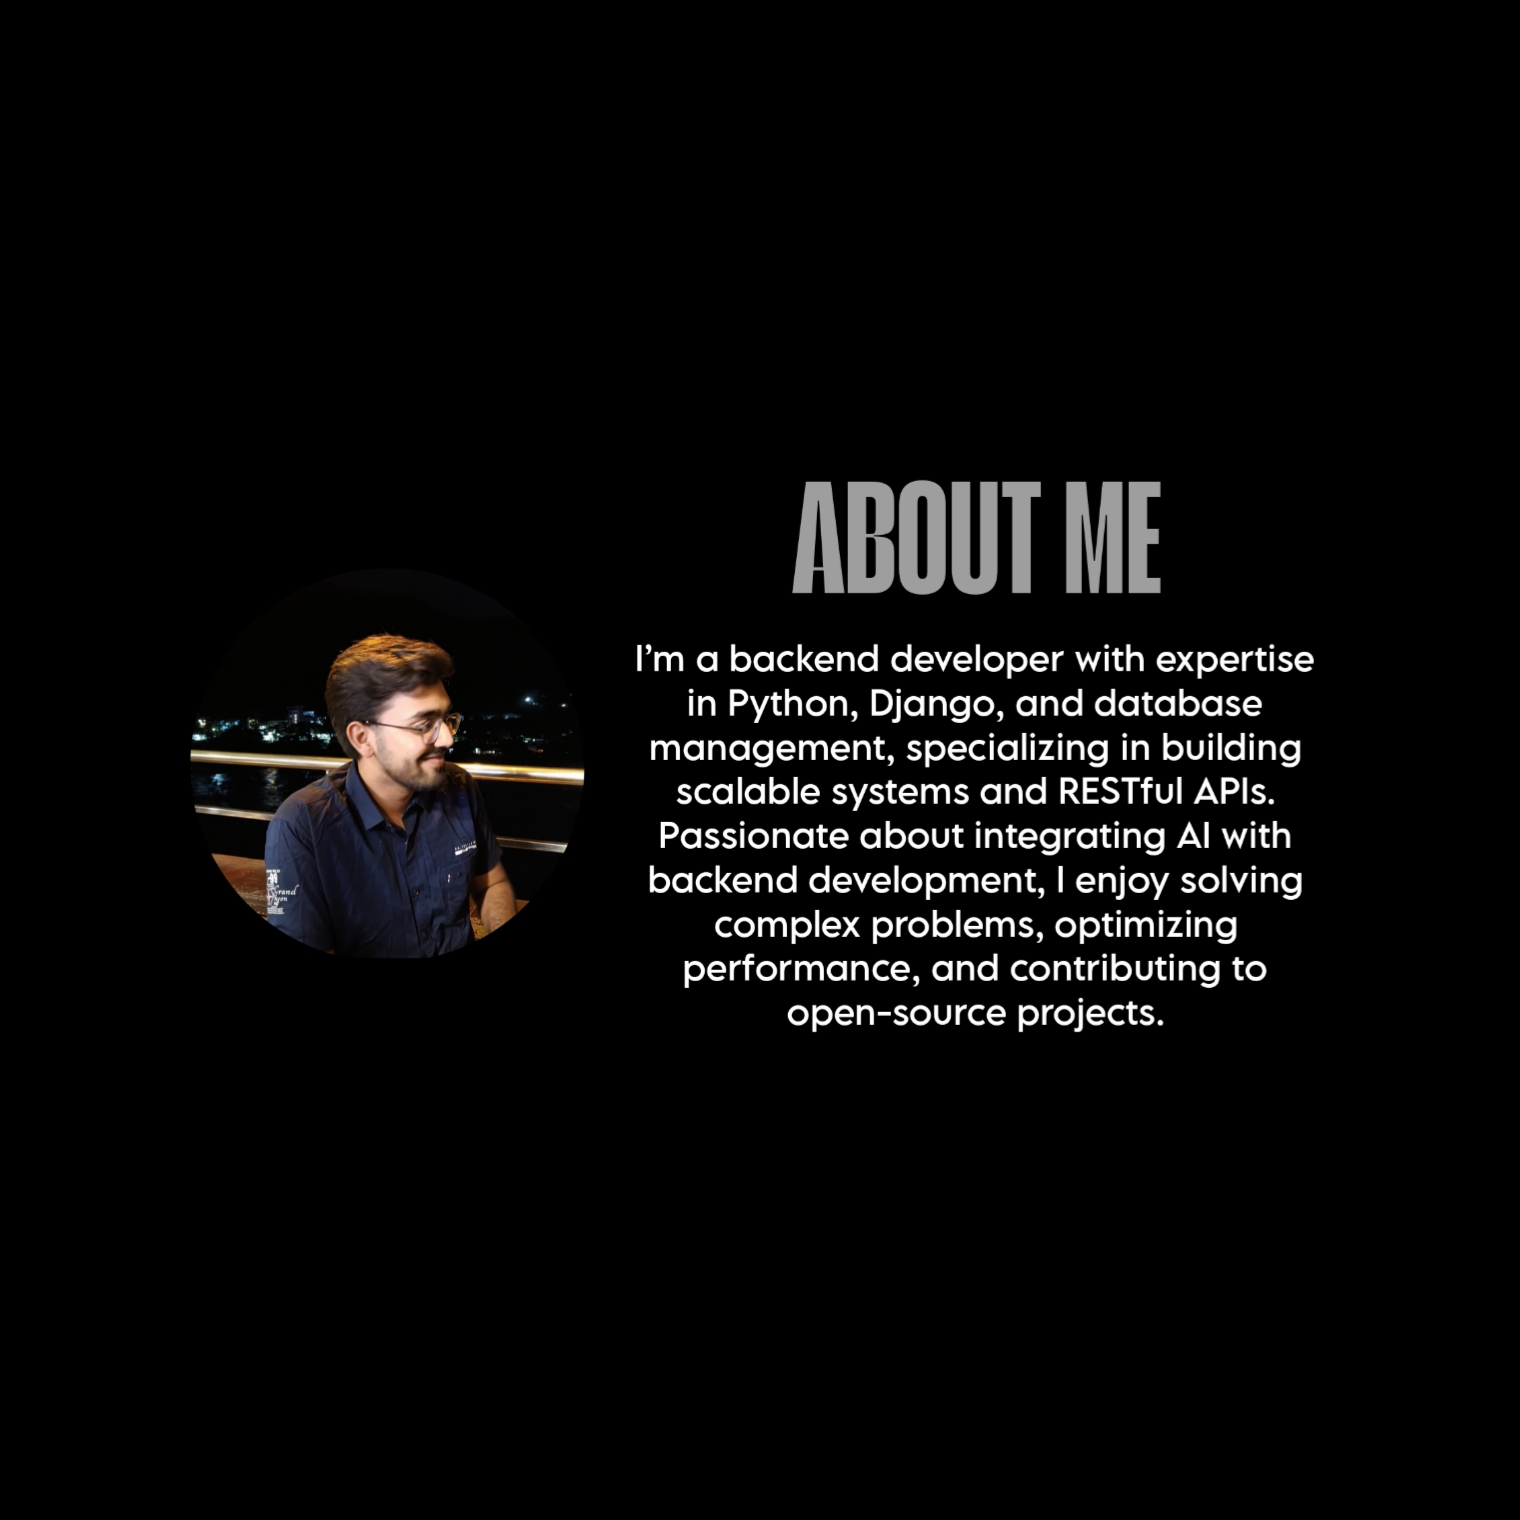 ABOUT ME
I'm a backend developer with expertise
in Python, Django, and database
management, specializing in building
scalable systems and RESTful APIs.
Passionate about integrating AI with
backend development, I enjoy solving
complex problems, optimizing
performance, and contributing to
open-source projects.